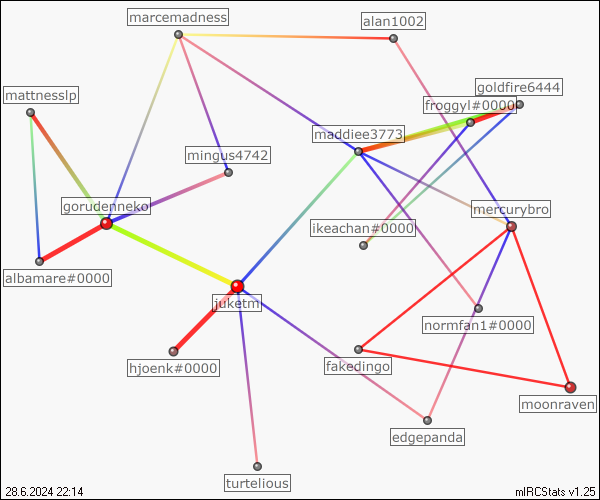 marcemadness
alan1002
goldfire6444
mattnesslp
froggyl#0000
maddiee3773
mingus4742
gorudenneko
mercurybro
ikeachan#0000
albamare#0000
juketm
normfan1#0000
hjoenk#0000
fakedingo
moonraven
edgepanda
turtelious
28.6.2024 22:14
mIRCStats v1.25